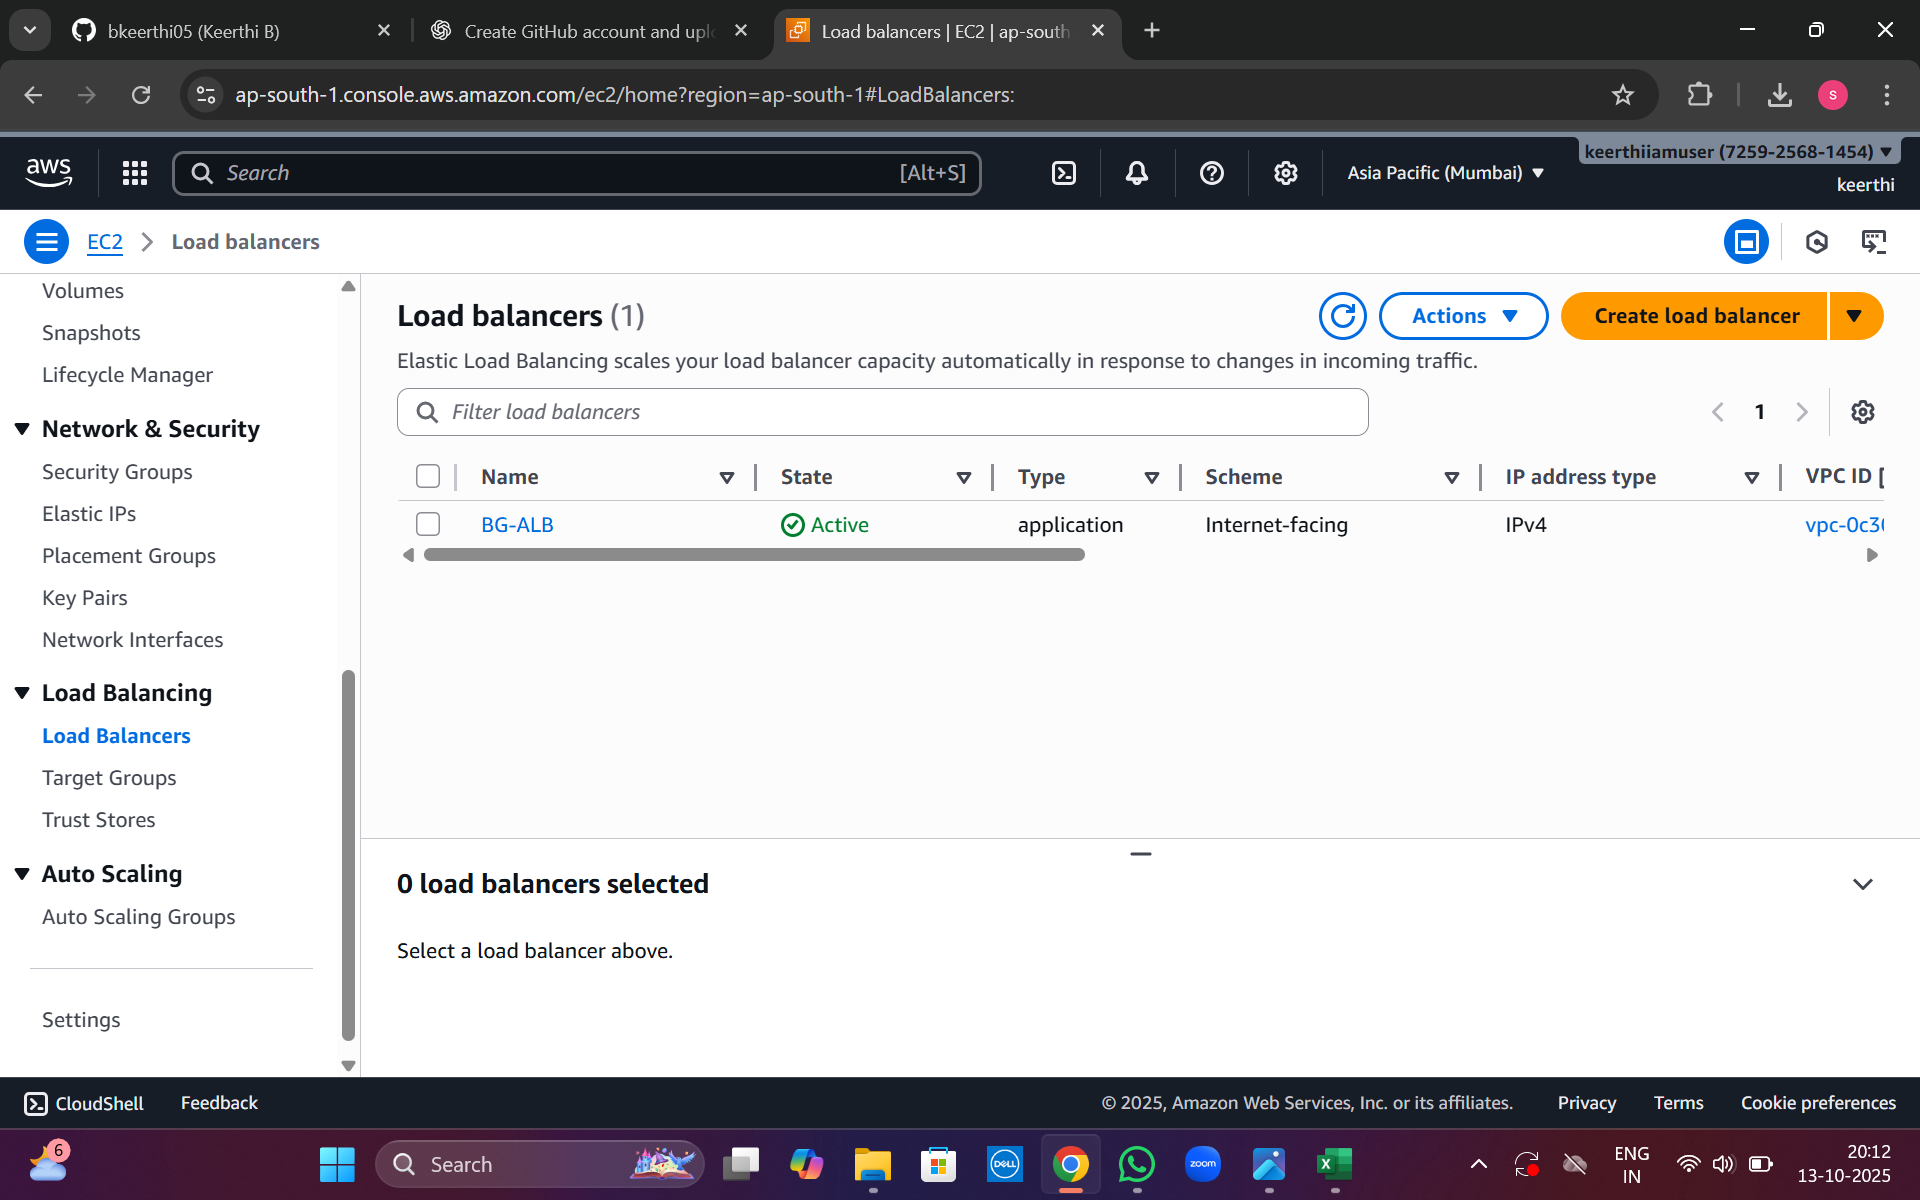 bkeerthi05 (Keerthi B)
Create GitHub account and uplo
Load balancers | EC2 | ap-south
ap-south-1.console.aws.amazon.com/ec2/home?region=ap-south-1#LoadBalancers:
S
aws
Search
[Alt+S]
Asia Pacific (Mumbai)
keerthiiamuser (7259-2568-1454)
keerthi
EC2
Load balancers
Volumes
Snapshots
Lifecycle Manager
Network & Security
Security Groups
Elastic IPs
Placement Groups
Key Pairs
Network Interfaces
Load Balancing
Load Balancers
Target Groups
Trust Stores
Auto Scaling
Auto Scaling Groups
Settings
Load balancers (1)
Actions
Create load balancer
Elastic Load Balancing scales your load balancer capacity automatically in response to changes in incoming traffic.
Filter load balancers
1
Name State Type Scheme IP address type VPC ID [
BG-ALB Active application Internet-facing IPv4 vpc-0c30
0 load balancers selected
Select a load balancer above.
CloudShell Feedback © 2025, Amazon Web Services, Inc. or its affiliates. Privacy Terms Cookie preferences
6
Search
DELL
zoom
X
ENG
IN
20:12
13-10-2025